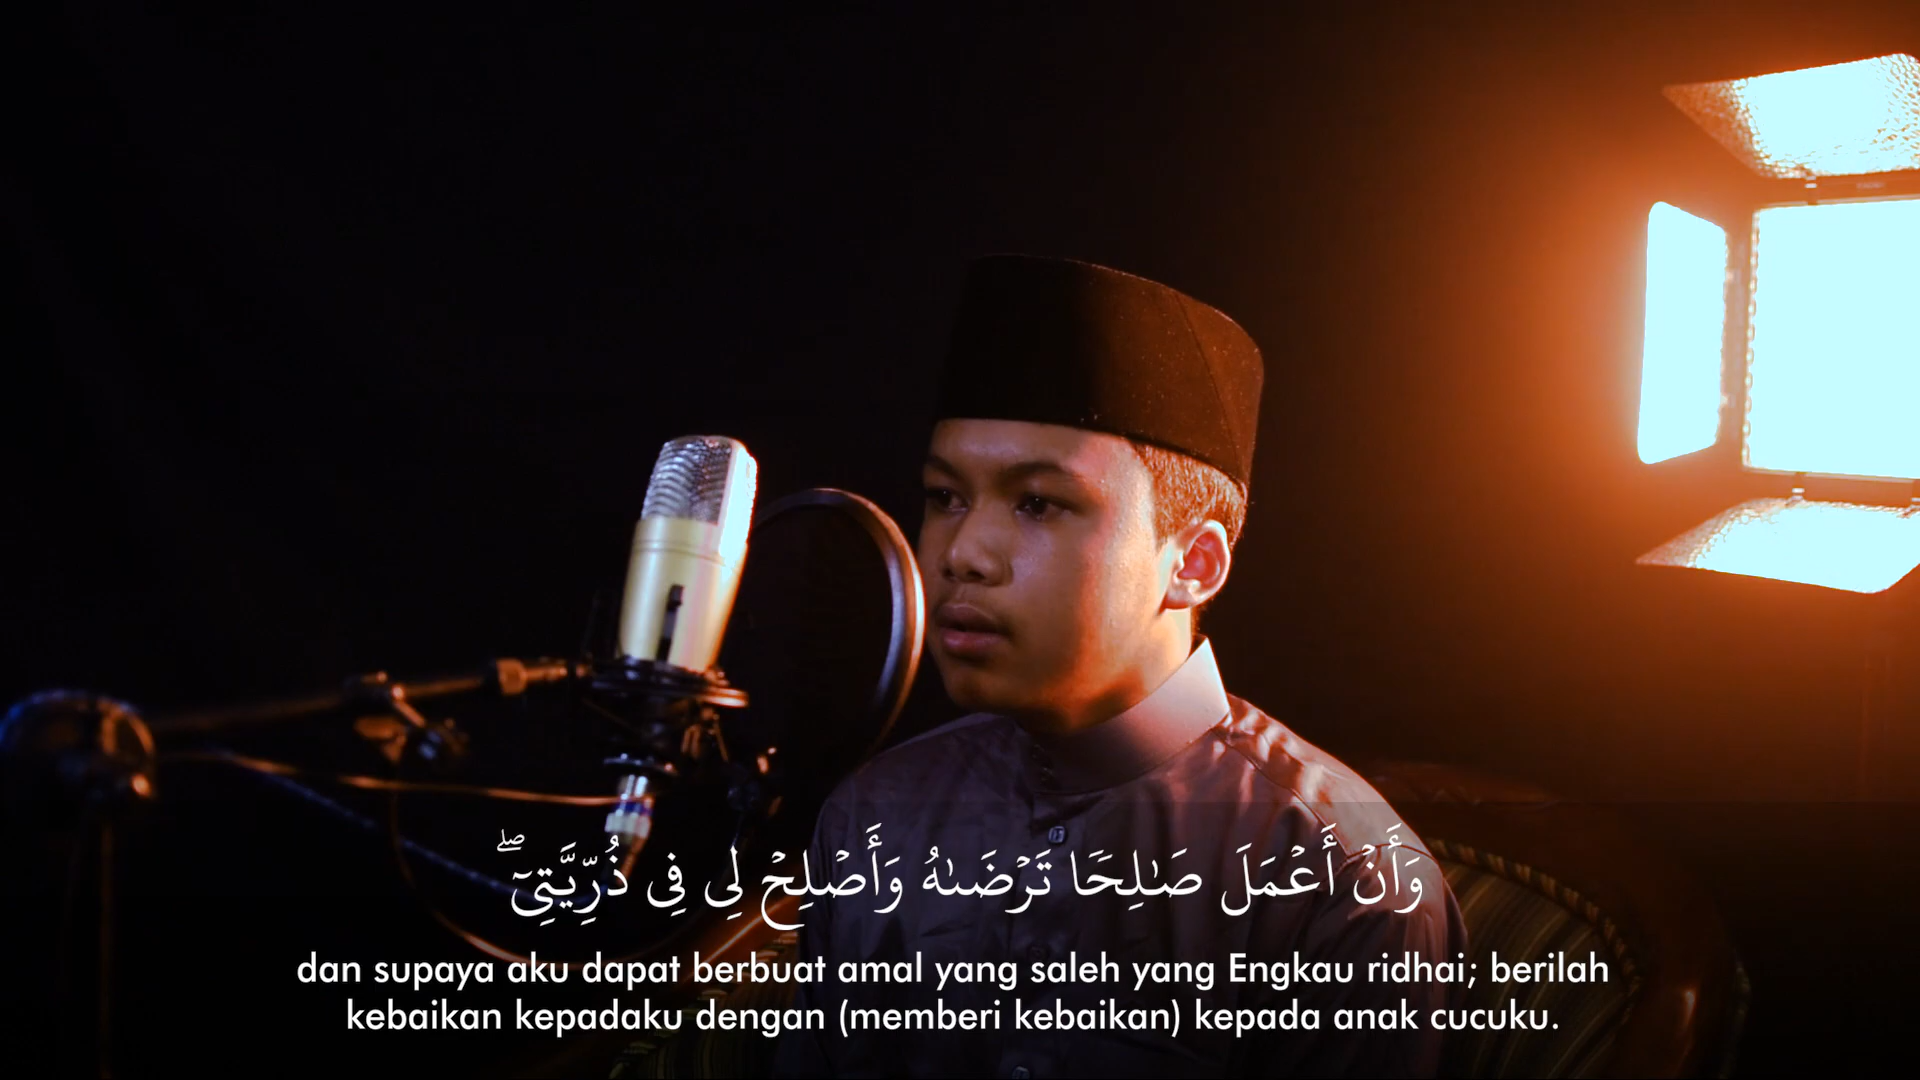 وَأَنْ أَعْمَلَ صَـٰلِحًا تَرْضَىٰهُ وَأَصْلِحْ لِى فِى ذُرِّيَّتِىٓ ۖ
dan supaya aku dapat berbuat amal yang saleh yang Engkau ridhai; berilah
kebaikan kepadaku dengan (memberi kebaikan) kepada anak cucuku.